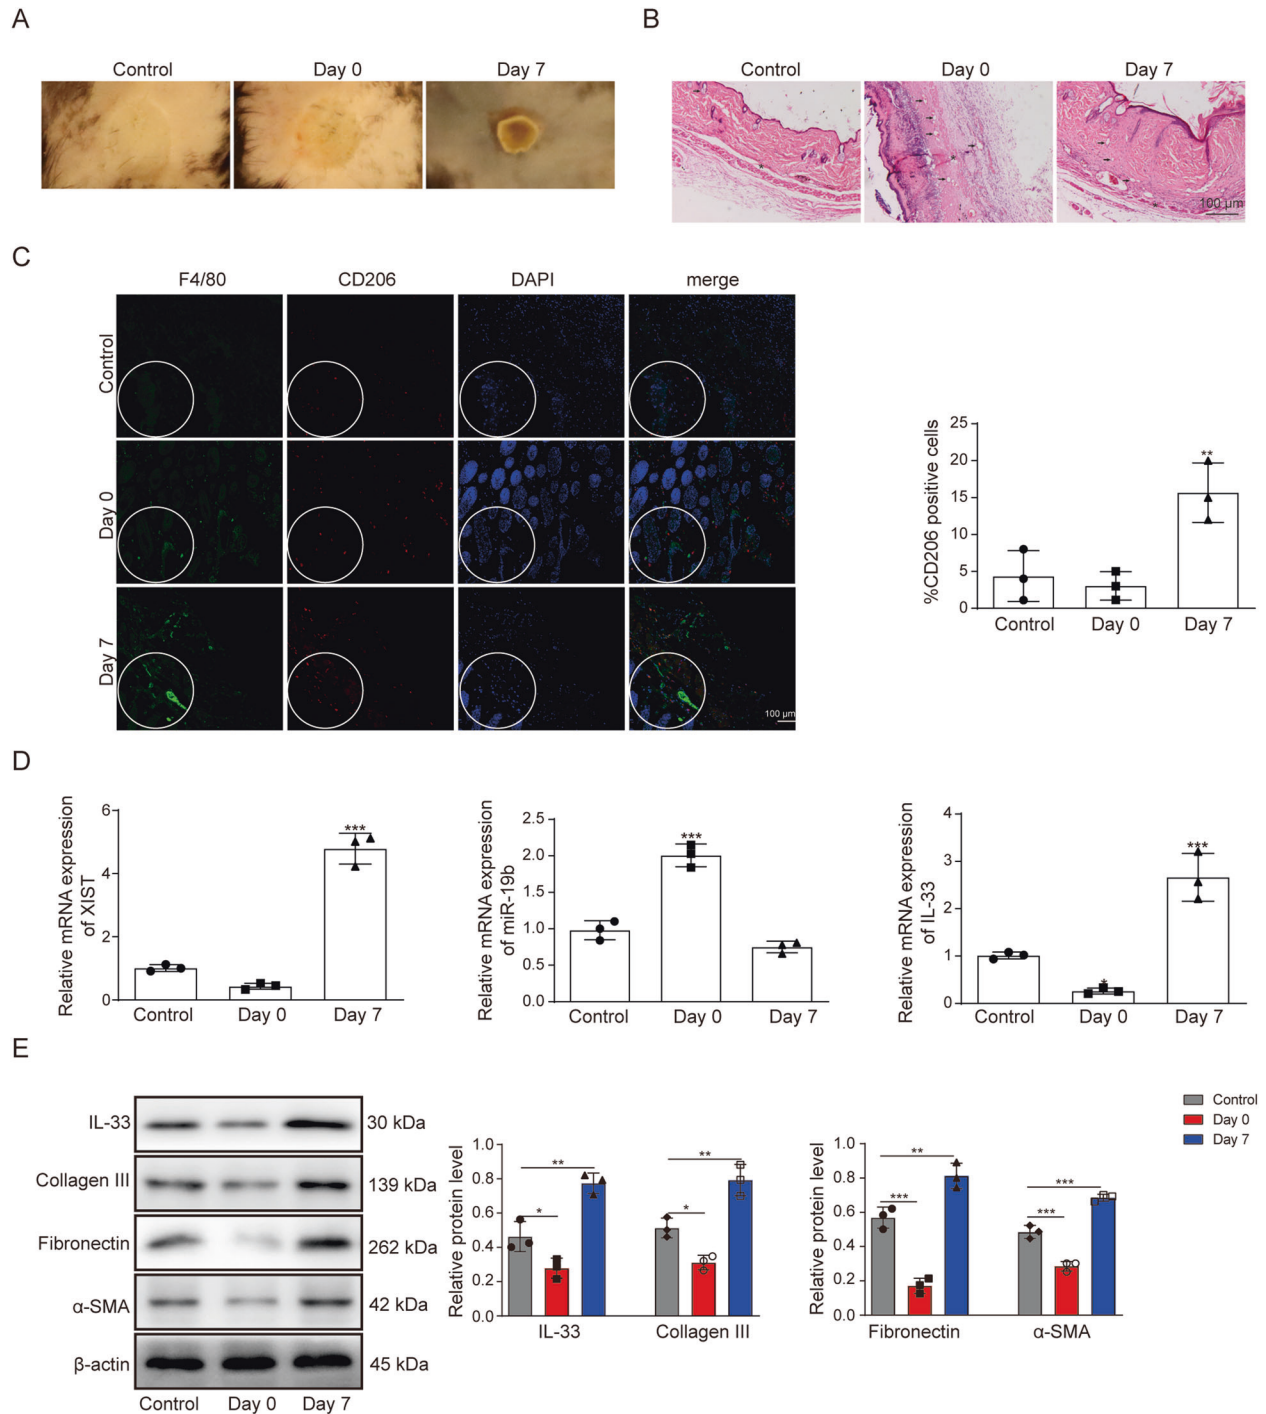 A
Control
Day 0
Day 7
B
Control
Day 0
Day 7
*
*
*
100 µm
C
F4/80
CD206
DAPI
merge
Control
Day 0
Day 7
100 µm
%CD206 positive cells
25
20
15
10
5
0
**
Control
Day 0
Day 7
D
Relative mRNA expression
of XIST
6
4
2
0
***
Control
Day 0
Day 7
Relative mRNA expression
of miR-19b
2.5
2.0
1.5
1.0
0.5
0.0
***
Control
Day 0
Day 7
Relative mRNA expression
of IL-33
4
3
2
1
0
*
***
Control
Day 0
Day 7
E
IL-33
30 kDa
Collagen III
139 kDa
Fibronectin
262 kDa
α-SMA
42 kDa
β-actin
45 kDa
Control
Day 0
Day 7
Relative protein level
1.0
0.8
0.6
0.4
0.2
0.0
**
*
**
*
IL-33
Collagen III
Relative protein level
1.0
0.8
0.6
0.4
0.2
0.0
**
***
***
***
Fibronectin
α-SMA
Control
Day 0
Day 7